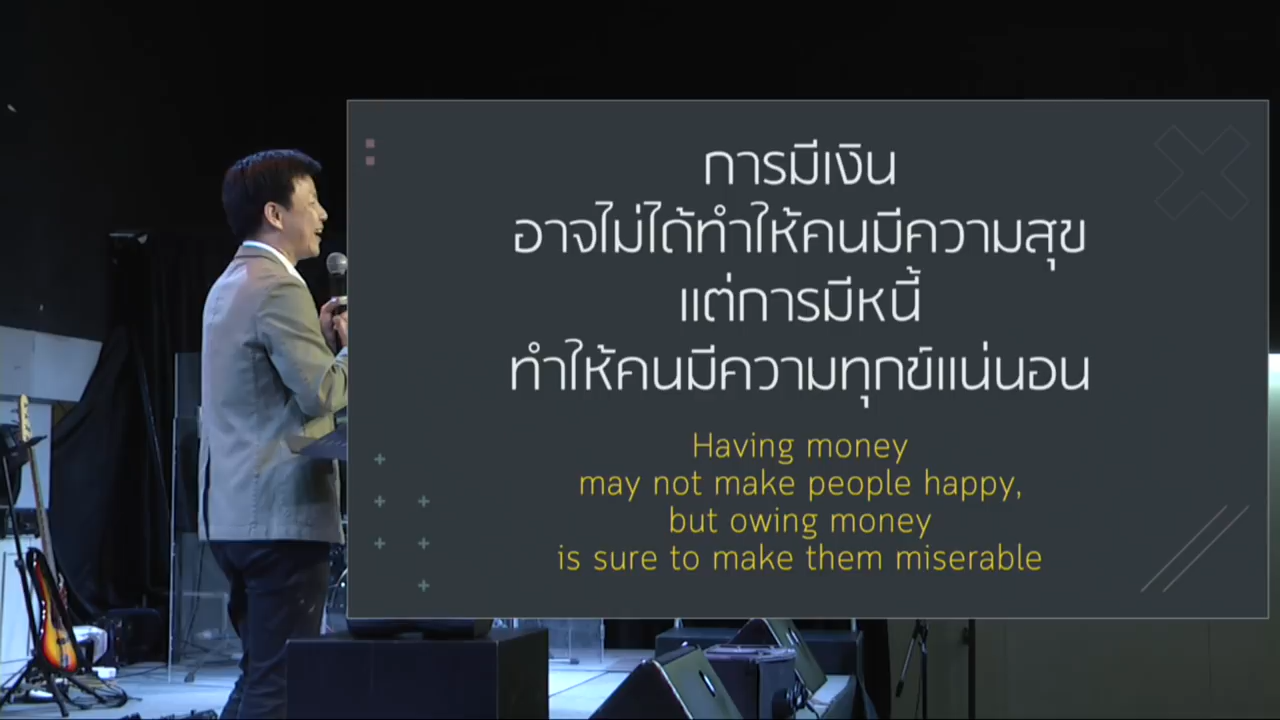 การมีเงิน
อาจไม่ได้ทำให้คนมีความสุข
แต่การมีหนี้
ทำให้คนมีความทุกข์แน่นอน
Having money
may not make people happy,
but owing money
is sure to make them miserable